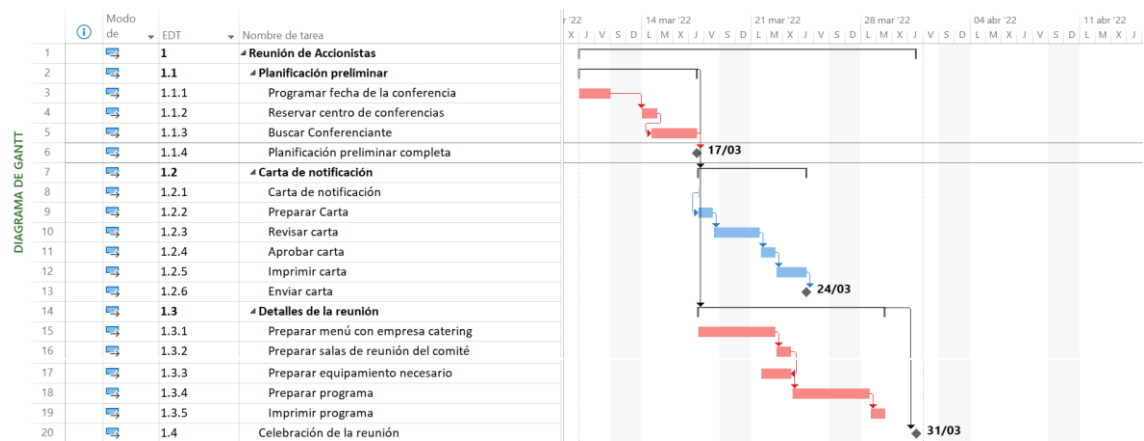 DIAGRAMA DE GANTT
Modo de EDT Nombre de tarea
r '22 14 mar '22 21 mar '22 28 mar '22 04 abr '22 11 abr '22
X J V S D L M X J V S D L M X J V S D L M X J V S D L M X J V S D L M X J
1 1 Reunión de Accionistas
2 1.1 Planificación preliminar
3 1.1.1 Programar fecha de la conferencia
4 1.1.2 Reservar centro de conferencias
5 1.1.3 Buscar Conferenciante
6 1.1.4 Planificación preliminar completa 17/03
7 1.2 Carta de notificación
8 1.2.1 Carta de notificación
9 1.2.2 Preparar Carta
10 1.2.3 Revisar carta
11 1.2.4 Aprobar carta
12 1.2.5 Imprimir carta
13 1.2.6 Enviar carta 24/03
14 1.3 Detalles de la reunión
15 1.3.1 Preparar menú con empresa catering
16 1.3.2 Preparar salas de reunión del comité
17 1.3.3 Preparar equipamiento necesario
18 1.3.4 Preparar programa
19 1.3.5 Imprimir programa
20 1.4 Celebración de la reunión 31/03